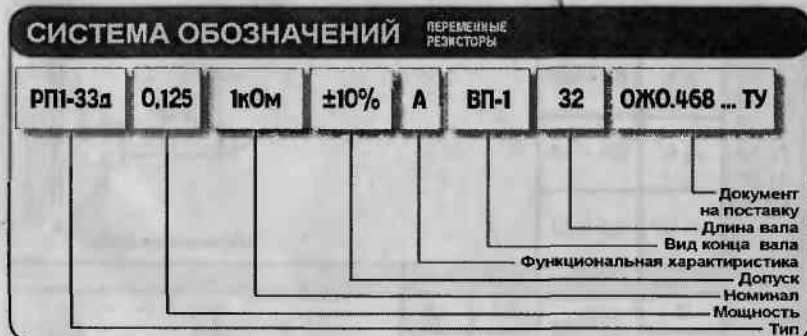 СИСТЕМА ОБОЗНАЧЕНИЙ ПЕРЕМЕННЫЕ
РЕЗИСТОРЫ
РП1-33д 0,125 1кОм ±10% А ВП-1 32 ОЖО.468 ... ТУ
Документ
на поставку
Длина вала
Вид конца вала
Функциональная характиристика
Допуск
Номинал
Мощность
Тип